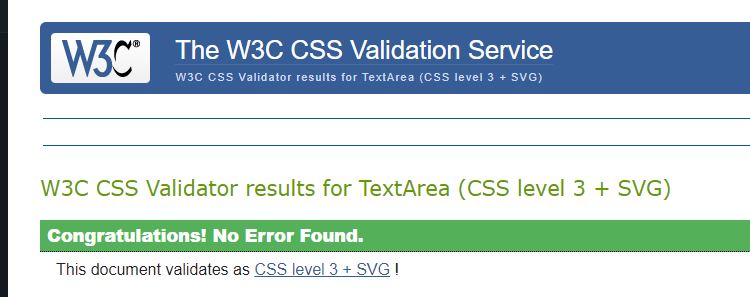 W3C®
The W3C CSS Validation Service
W3C CSS Validator results for TextArea (CSS level 3 + SVG)
W3C CSS Validator results for TextArea (CSS level 3 + SVG)
Congratulations! No Error Found.
This document validates as CSS level 3 + SVG !